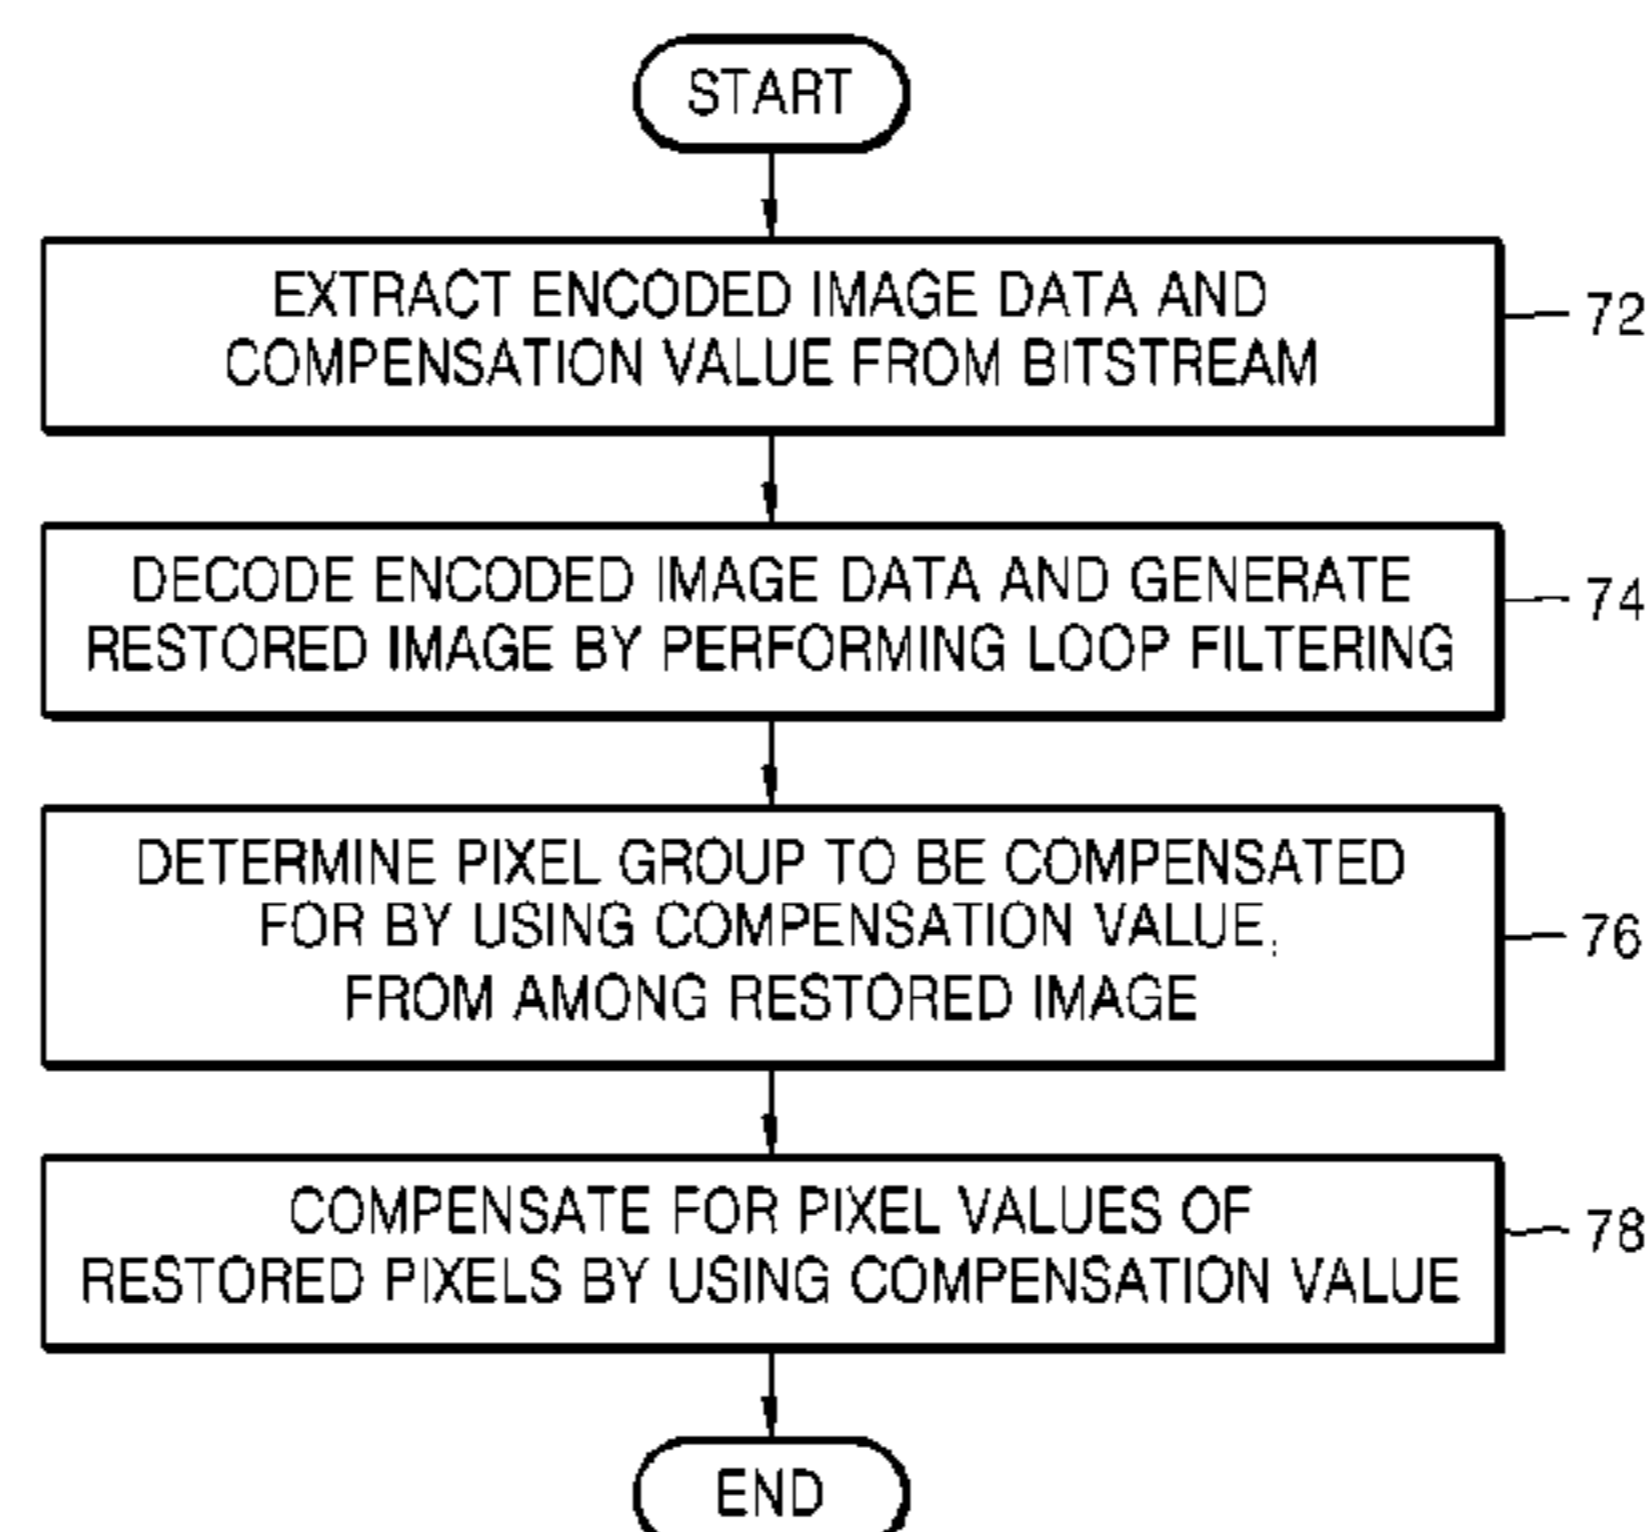 START
EXTRACT ENCODED IMAGE DATA AND
COMPENSATION VALUE FROM BITSTREAM
72
DECODE ENCODED IMAGE DATA AND GENERATE
RESTORED IMAGE BY PERFORMING LOOP FILTERING
74
DETERMINE PIXEL GROUP TO BE COMPENSATED
FOR BY USING COMPENSATION VALUE,
FROM AMONG RESTORED IMAGE
76
COMPENSATE FOR PIXEL VALUES OF
RESTORED PIXELS BY USING COMPENSATION VALUE
78
END